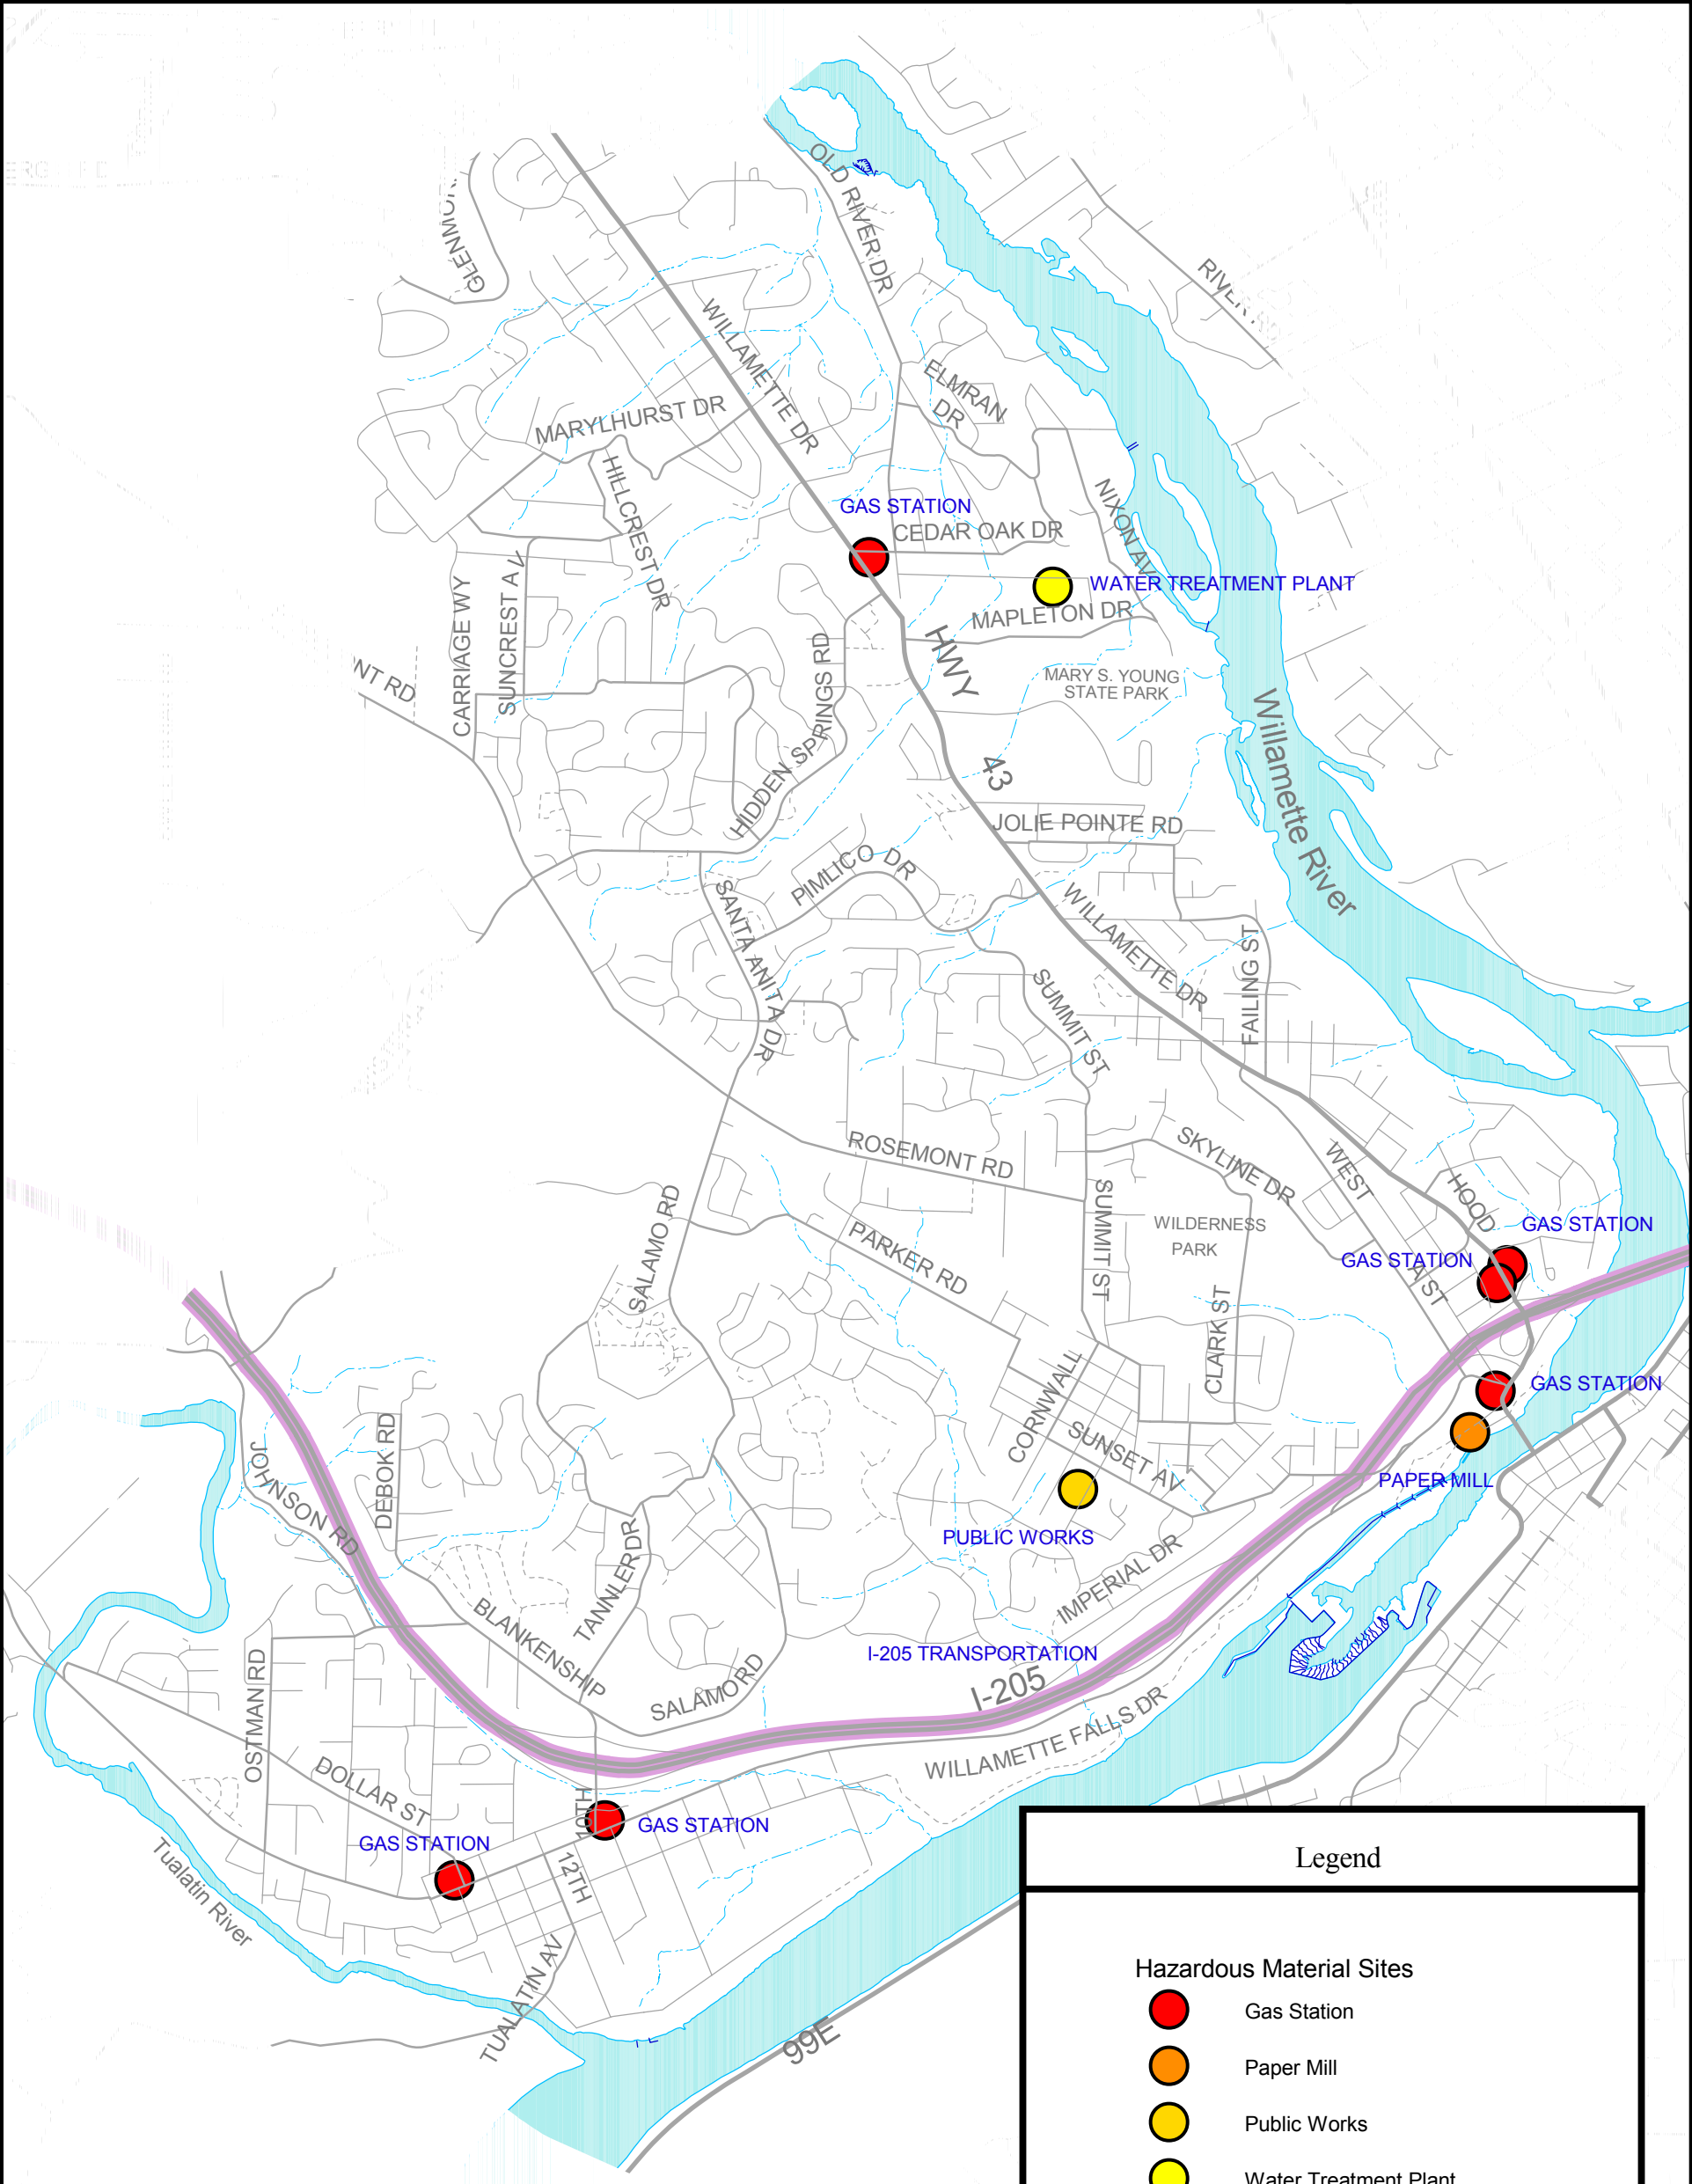 OLD RIVER DR
WILLAMETTE DR
ELMRAN
DR
MARYLHURST DR
HILLCREST DR
GAS STATION
CEDAR OAK DR
NIXON AV
WATER TREATMENT PLANT
MAPLETON DR
CARRIAGE WY
SUNCREST AV
HIDDEN SPRINGS RD
HWY
43
MARY S. YOUNG
STATE PARK
Willamette River
NT RD
JOLIE POINTE RD
PIMLICO DR
SANTA ANITA DR
WILLAMETTE DR
FAILING ST
SUMMIT ST
ROSEMONT RD
SKYLINE DR
WEST
A ST
HOOD
SALAMO RD
PARKER RD
SUMMIT ST
WILDERNESS
PARK
GAS STATION
GAS STATION
CLARK ST
CORNWALL
GAS STATION
SUNSET AV
PAPER MILL
JOHNSON RD
DEBOK RD
PUBLIC WORKS
IMPERIAL DR
TANNLER DR
BLANKENSHIP
SALAMO RD
I-205 TRANSPORTATION
I-205
WILLAMETTE FALLS DR
OSTMAN RD
DOLLAR ST
10TH
GAS STATION
GAS STATION
12TH
Tualatin River
TUALATIN AV
99E
Legend
Hazardous Material Sites
Gas Station
Paper Mill
Public Works
Water Treatment Plant